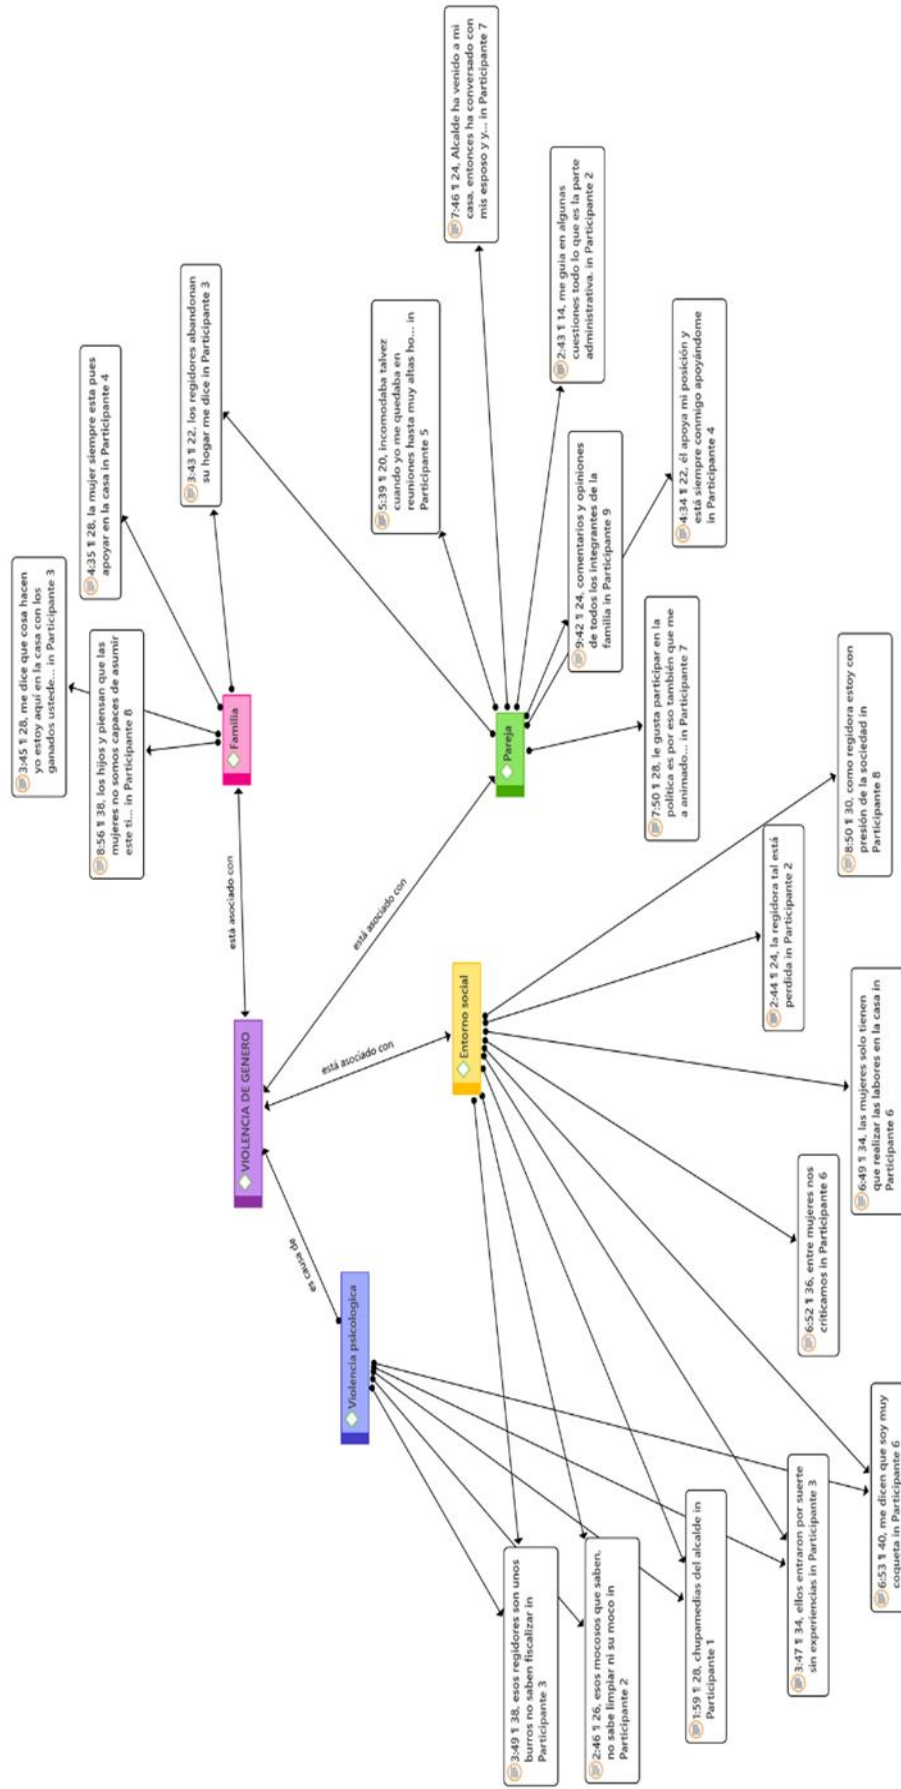 3:45 ¶ 28, me dice que cosa hacen
yo estoy aquí en la casa con los
ganados ustede... in Participante 3
4:35 ¶ 28, la mujer siempre esta pues
apoyar en la casa in Participante 4
8:56 ¶ 38, los hijos y piensan que las
mujeres no somos capaces de asumir
este ti... in Participante 8
3:43 ¶ 22, los regidores abandonan
su hogar me dice in Participante 3
Familia
está asociado con
VIOLENCIA DE GENERO
está asociado con
está asociado con
es causa de
Violencia psicologica
Entorno social
Pareja
5:39 ¶ 20, incomodaba talvez
cuando yo me quedaba en
reuniones hasta muy altas ho... in
Participante 5
7:46 ¶ 24, Alcalde ha venido a mi
casa, entonces ha conversado con
mis esposo y y... in Participante 7
2:43 ¶ 14, me guía en algunas
cuestiones todo lo que es la parte
administrativa. in Participante 2
9:42 ¶ 24, comentarios y opiniones
de todos los integrantes de la
familia in Participante 9
4:34 ¶ 22, él apoya mi posición y
está siempre conmigo apoyándome
in Participante 4
7:50 ¶ 28, le gusta participar en la
política es por eso también que me
a animado... in Participante 7
3:49 ¶ 38, esos regidores son unos
burros no saben fiscalizar in
Participante 3
2:46 ¶ 26, esos mocosos que saben,
no sabe limpiar ni su moco in
Participante 2
1:59 ¶ 28, chupamedias del alcalde in
Participante 1
3:47 ¶ 34, ellos entraron por suerte
sin experiencias in Participante 3
6:53 ¶ 40, me dicen que soy muy
coqueta in Participante 6
6:52 ¶ 36, entre mujeres nos
criticamos in Participante 6
6:49 ¶ 34, las mujeres solo tienen
que realizar las labores en la casa in
Participante 6
2:44 ¶ 24, la regidora tal está
perdida in Participante 2
8:50 ¶ 30, como regidora estoy con
presión de la sociedad in
Participante 8